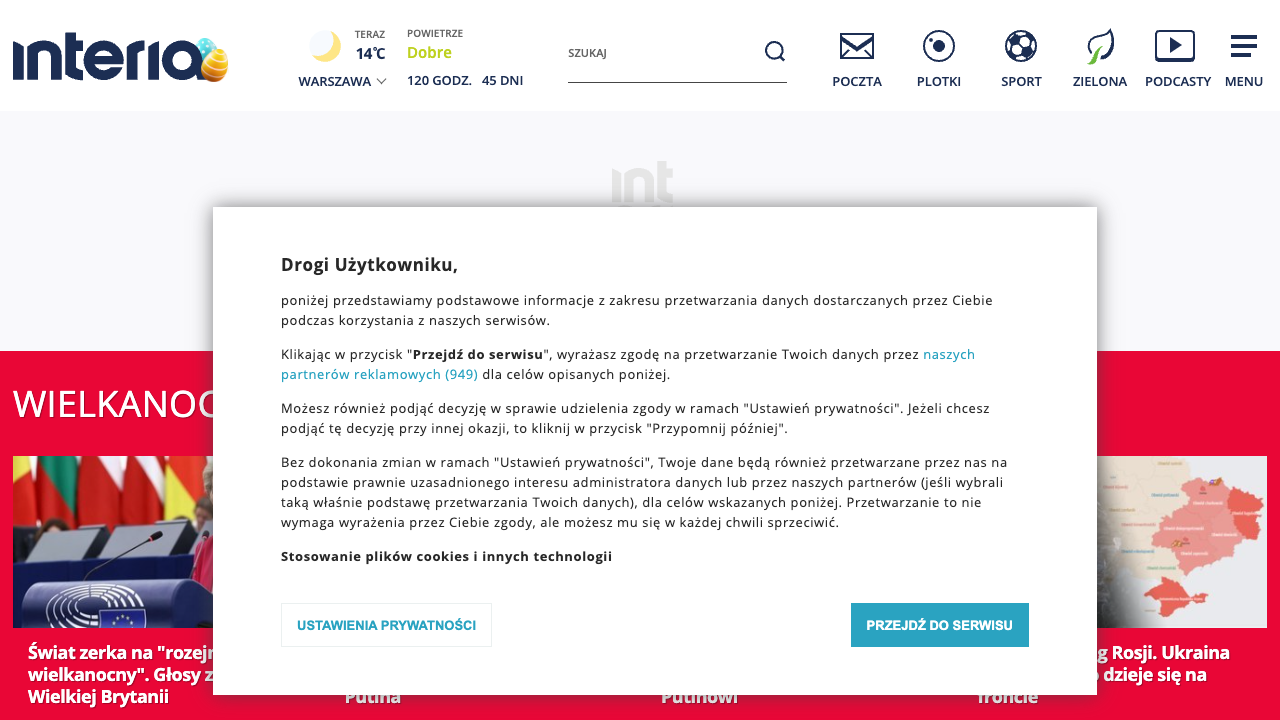 interia
TERAZ
14°C
WARSZAWA
POWIETRZE
Dobre
120 GODZ. 45 DNI
SZUKAJ
POCZTA
PLOTKI
SPORT
ZIELONA
PODCASTY
MENU
int
Drogi Użytkowniku,
poniżej przedstawiamy podstawowe informacje z zakresu przetwarzania danych dostarczanych przez Ciebie
podczas korzystania z naszych serwisów.
Klikając w przycisk "Przejdź do serwisu", wyrażasz zgodę na przetwarzanie Twoich danych przez naszych
partnerów reklamowych (949) dla celów opisanych poniżej.
Możesz również podjąć decyzję w sprawie udzielenia zgody w ramach "Ustawień prywatności". Jeżeli chcesz
podjąć tę decyzję przy innej okazji, to kliknij w przycisk "Przypomnij później".
Bez dokonania zmian w ramach "Ustawień prywatności", Twoje dane będą również przetwarzane przez nas na
podstawie prawnie uzasadnionego interesu administratora danych lub przez naszych partnerów (jeśli wybrali
taką właśnie podstawę przetwarzania Twoich danych), dla celów wskazanych poniżej. Przetwarzanie to nie
wymaga wyrażenia przez Ciebie zgody, ale możesz mu się w każdej chwili sprzeciwić.
Stosowanie plików cookies i innych technologii
USTAWIENIA PRYWATNOŚCI
PRZEJDŹ DO SERWISU
WIELKANOC
Świat zerka na "rozejm
wielkanocny". Głosy z
Wielkiej Brytanii
Putina
Putinowi
g Rosji. Ukraina
dzieje się na
froncie